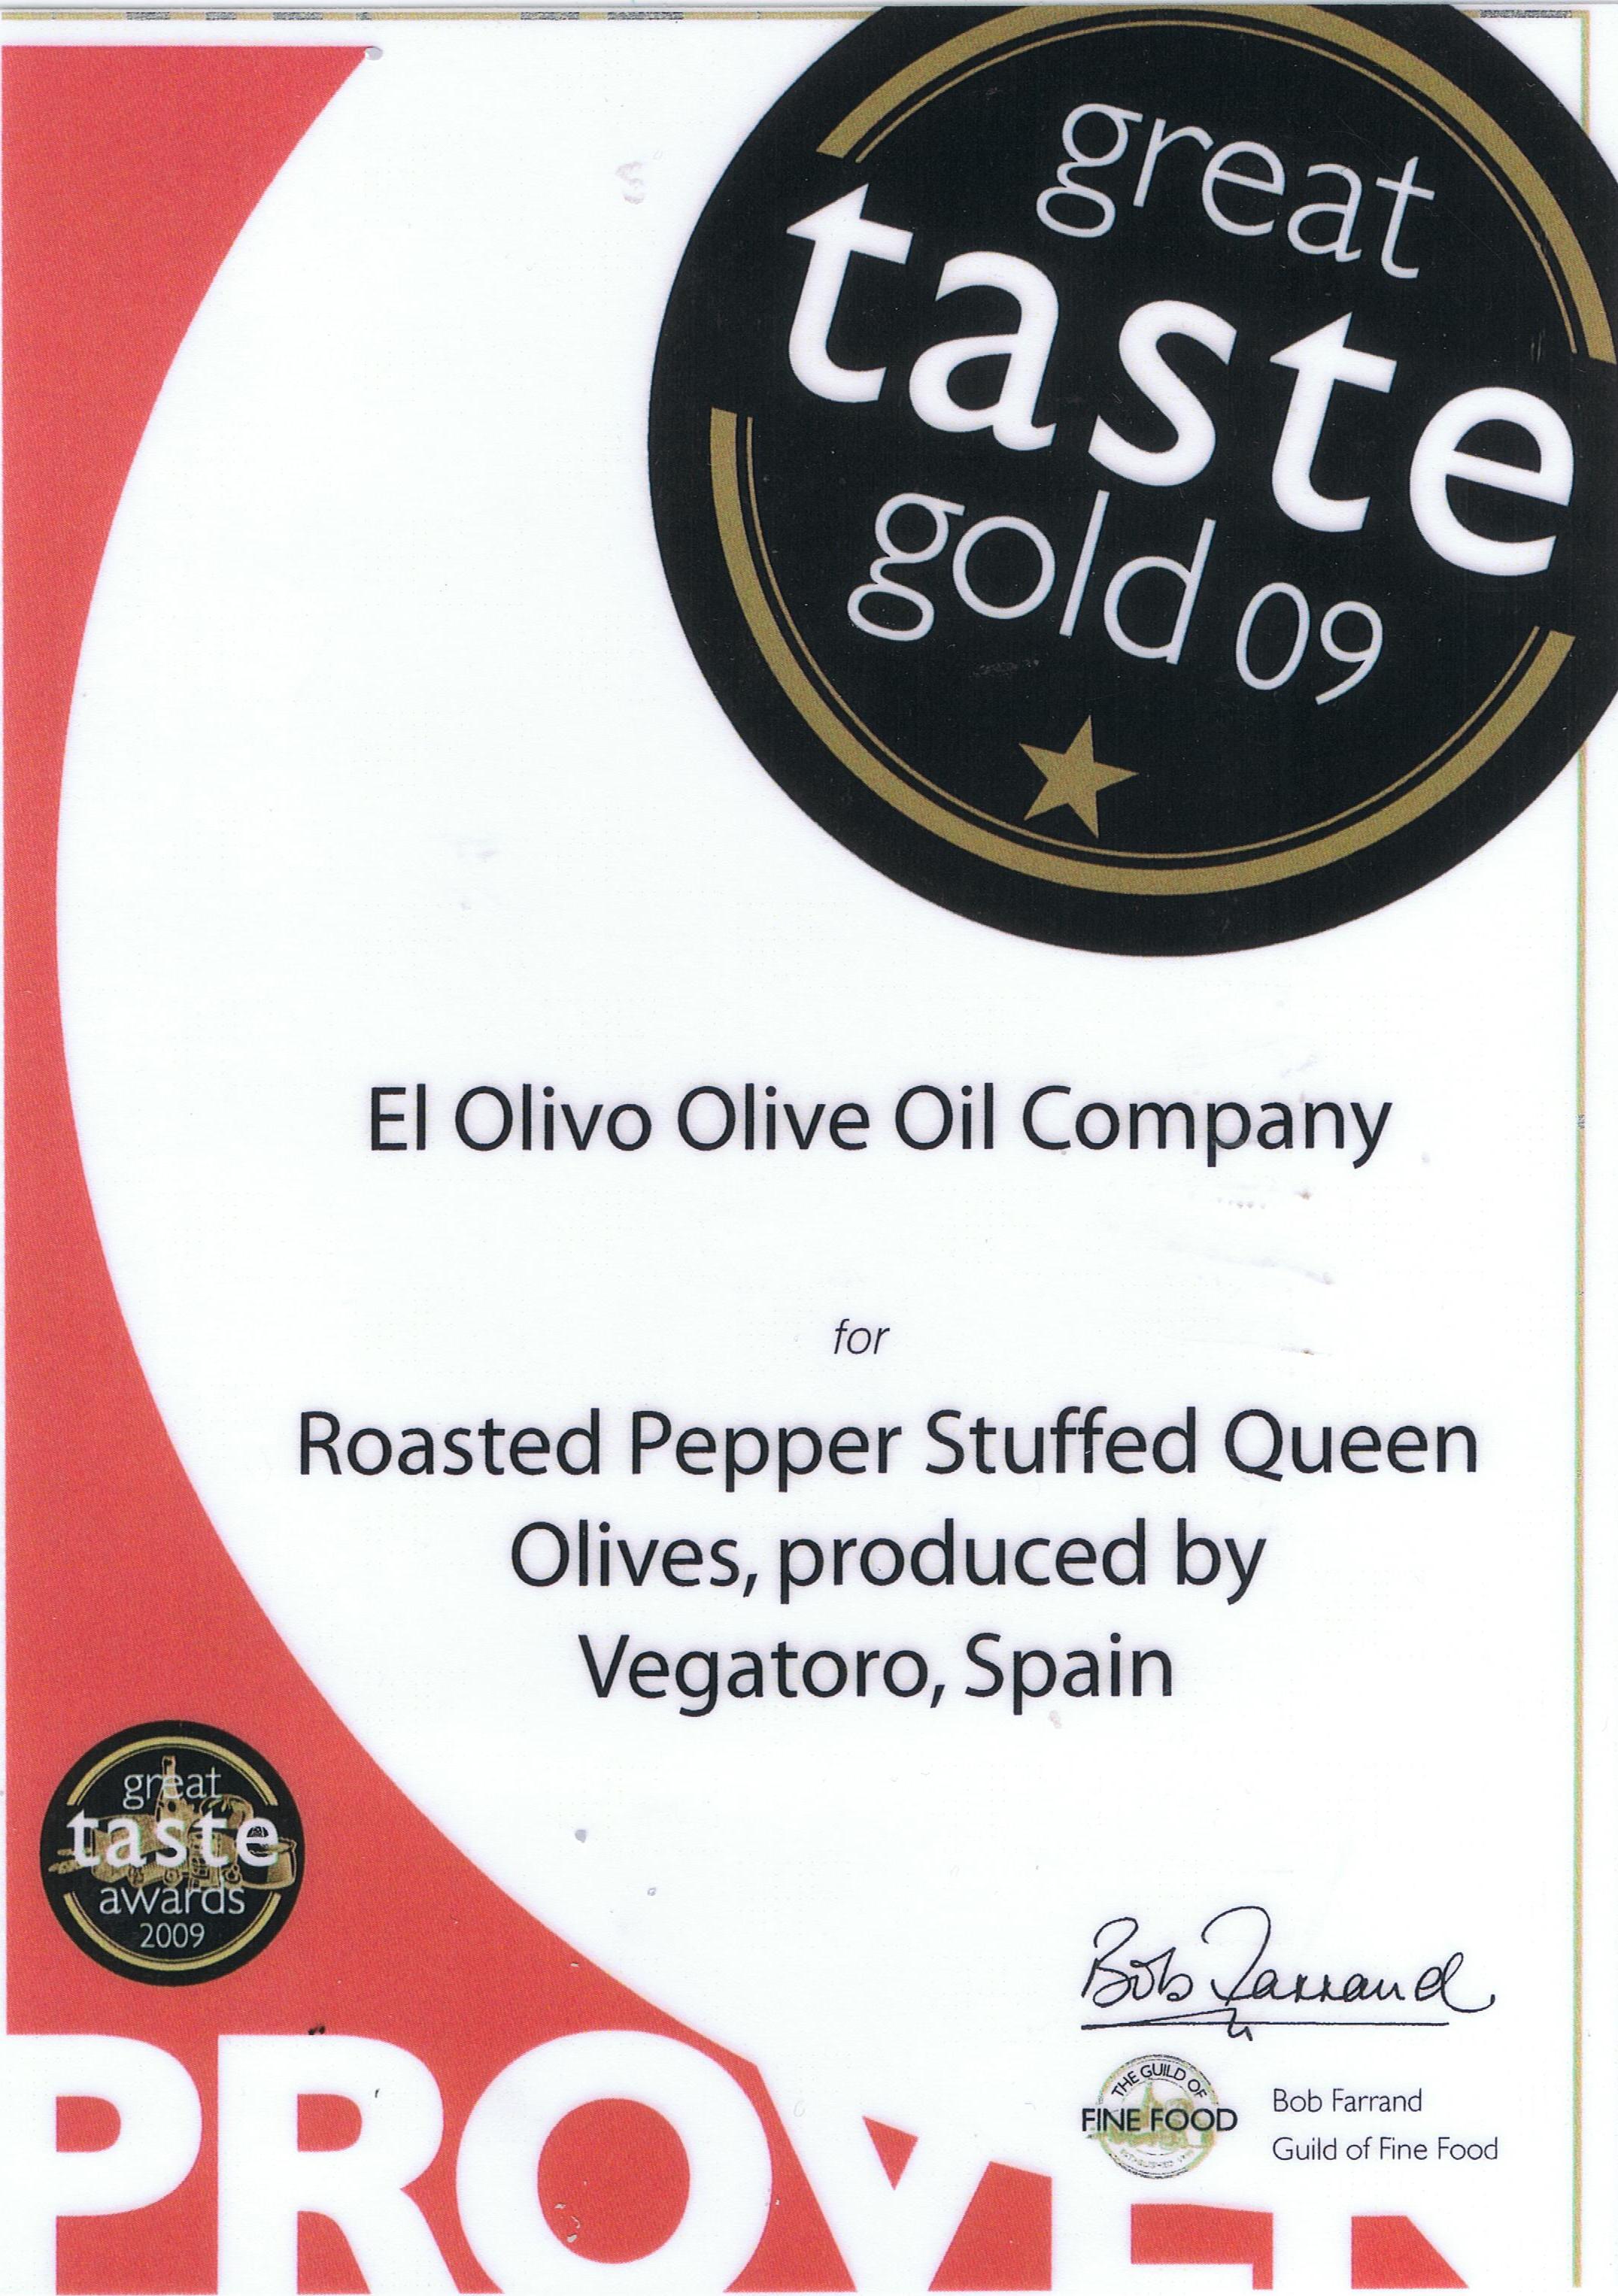 great
taste
gold 09
El Olivo Olive Oil Company
for
Roasted Pepper Stuffed Queen
Olives, produced by
Vegatoro, Spain
great
taste
awards
2009
Bob Farrand
THE GUILD OF
FINE FOOD
Bob Farrand
Guild of Fine Food
PROVEN